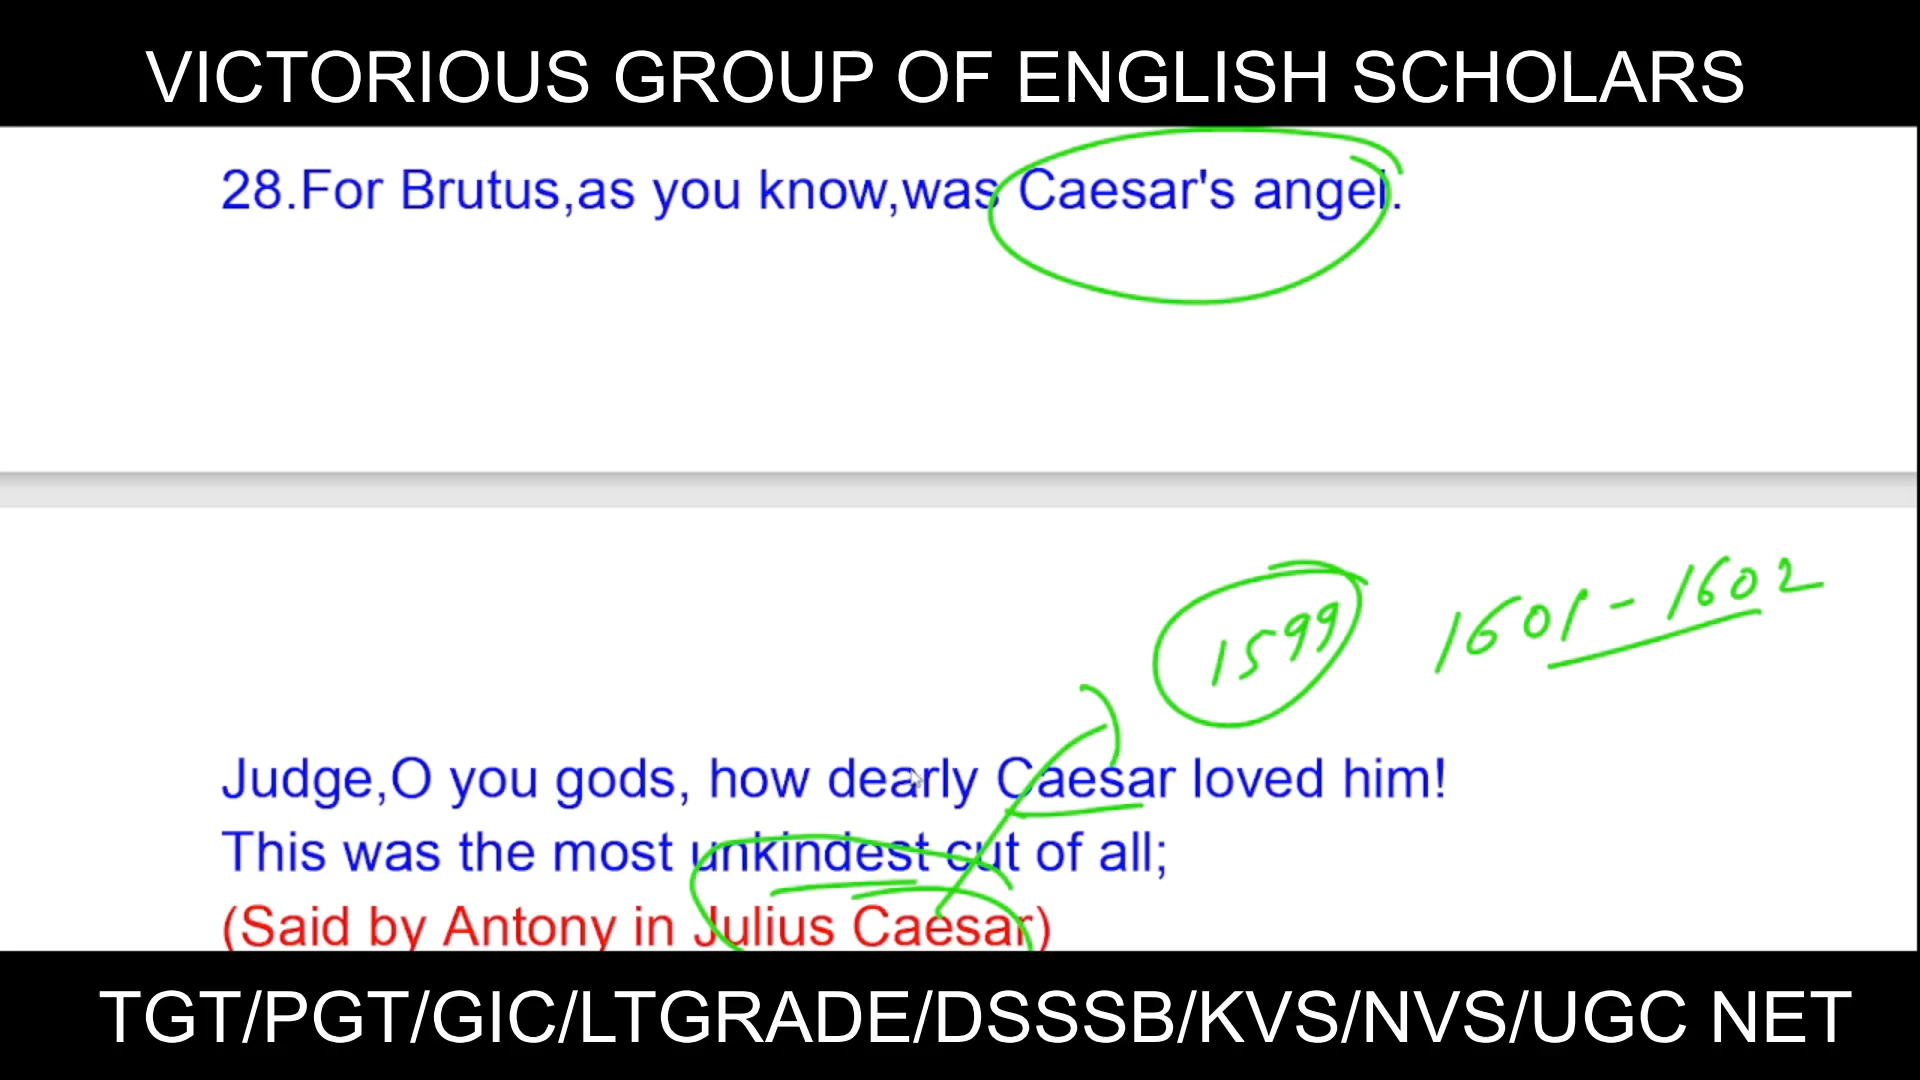 VICTORIOUS GROUP OF ENGLISH SCHOLARS
28.For Brutus,as you know,was Caesar's angel.
1599 1601-1602
Judge,O you gods, how dearly Caesar loved him!
This was the most unkindest cut of all;
(Said by Antony in Julius Caesar)
TGT/PGT/GIC/LTGRADE/DSSSB/KVS/NVS/UGC NET